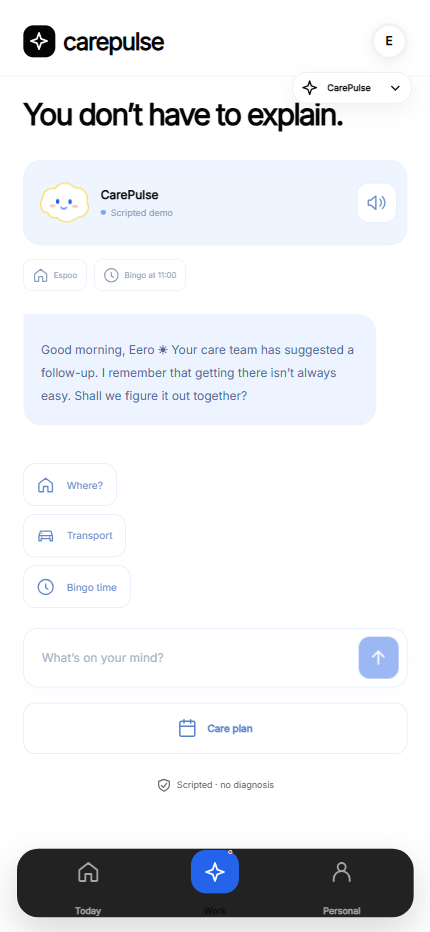 carepulse
E
CarePulse
You don't have to explain.
CarePulse
Scripted demo
Espoo
Bingo at 11:00
Good morning, Eero ☀ Your care team has suggested a
follow-up. I remember that getting there isn't always
easy. Shall we figure it out together?
Where?
Transport
Bingo time
What's on your mind?
Care plan
Scripted · no diagnosis
Today
Work
Personal